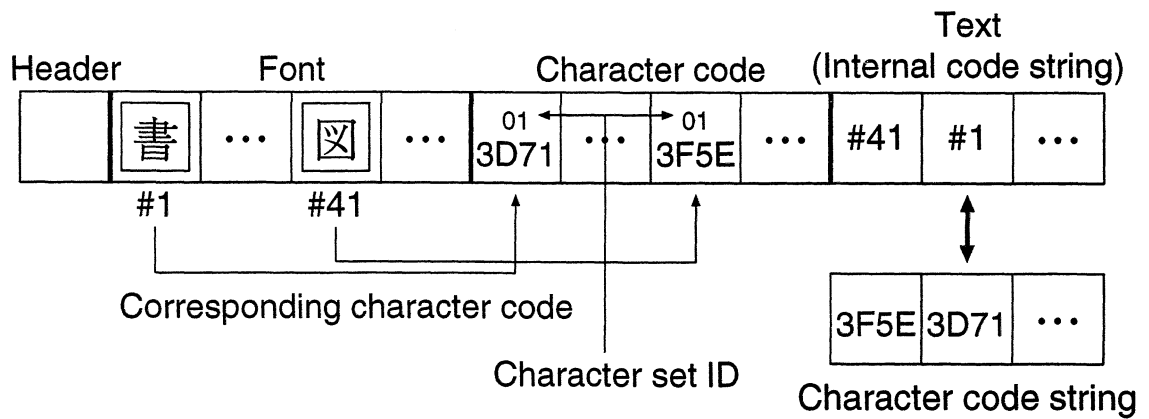 Text
Header Font Character code (Internal code string)
書 … 図 … 01 3D71 … 01 3F5E … #41 #1 …
#1 #41
Corresponding character code
3F5E 3D71 …
Character set ID
Character code string